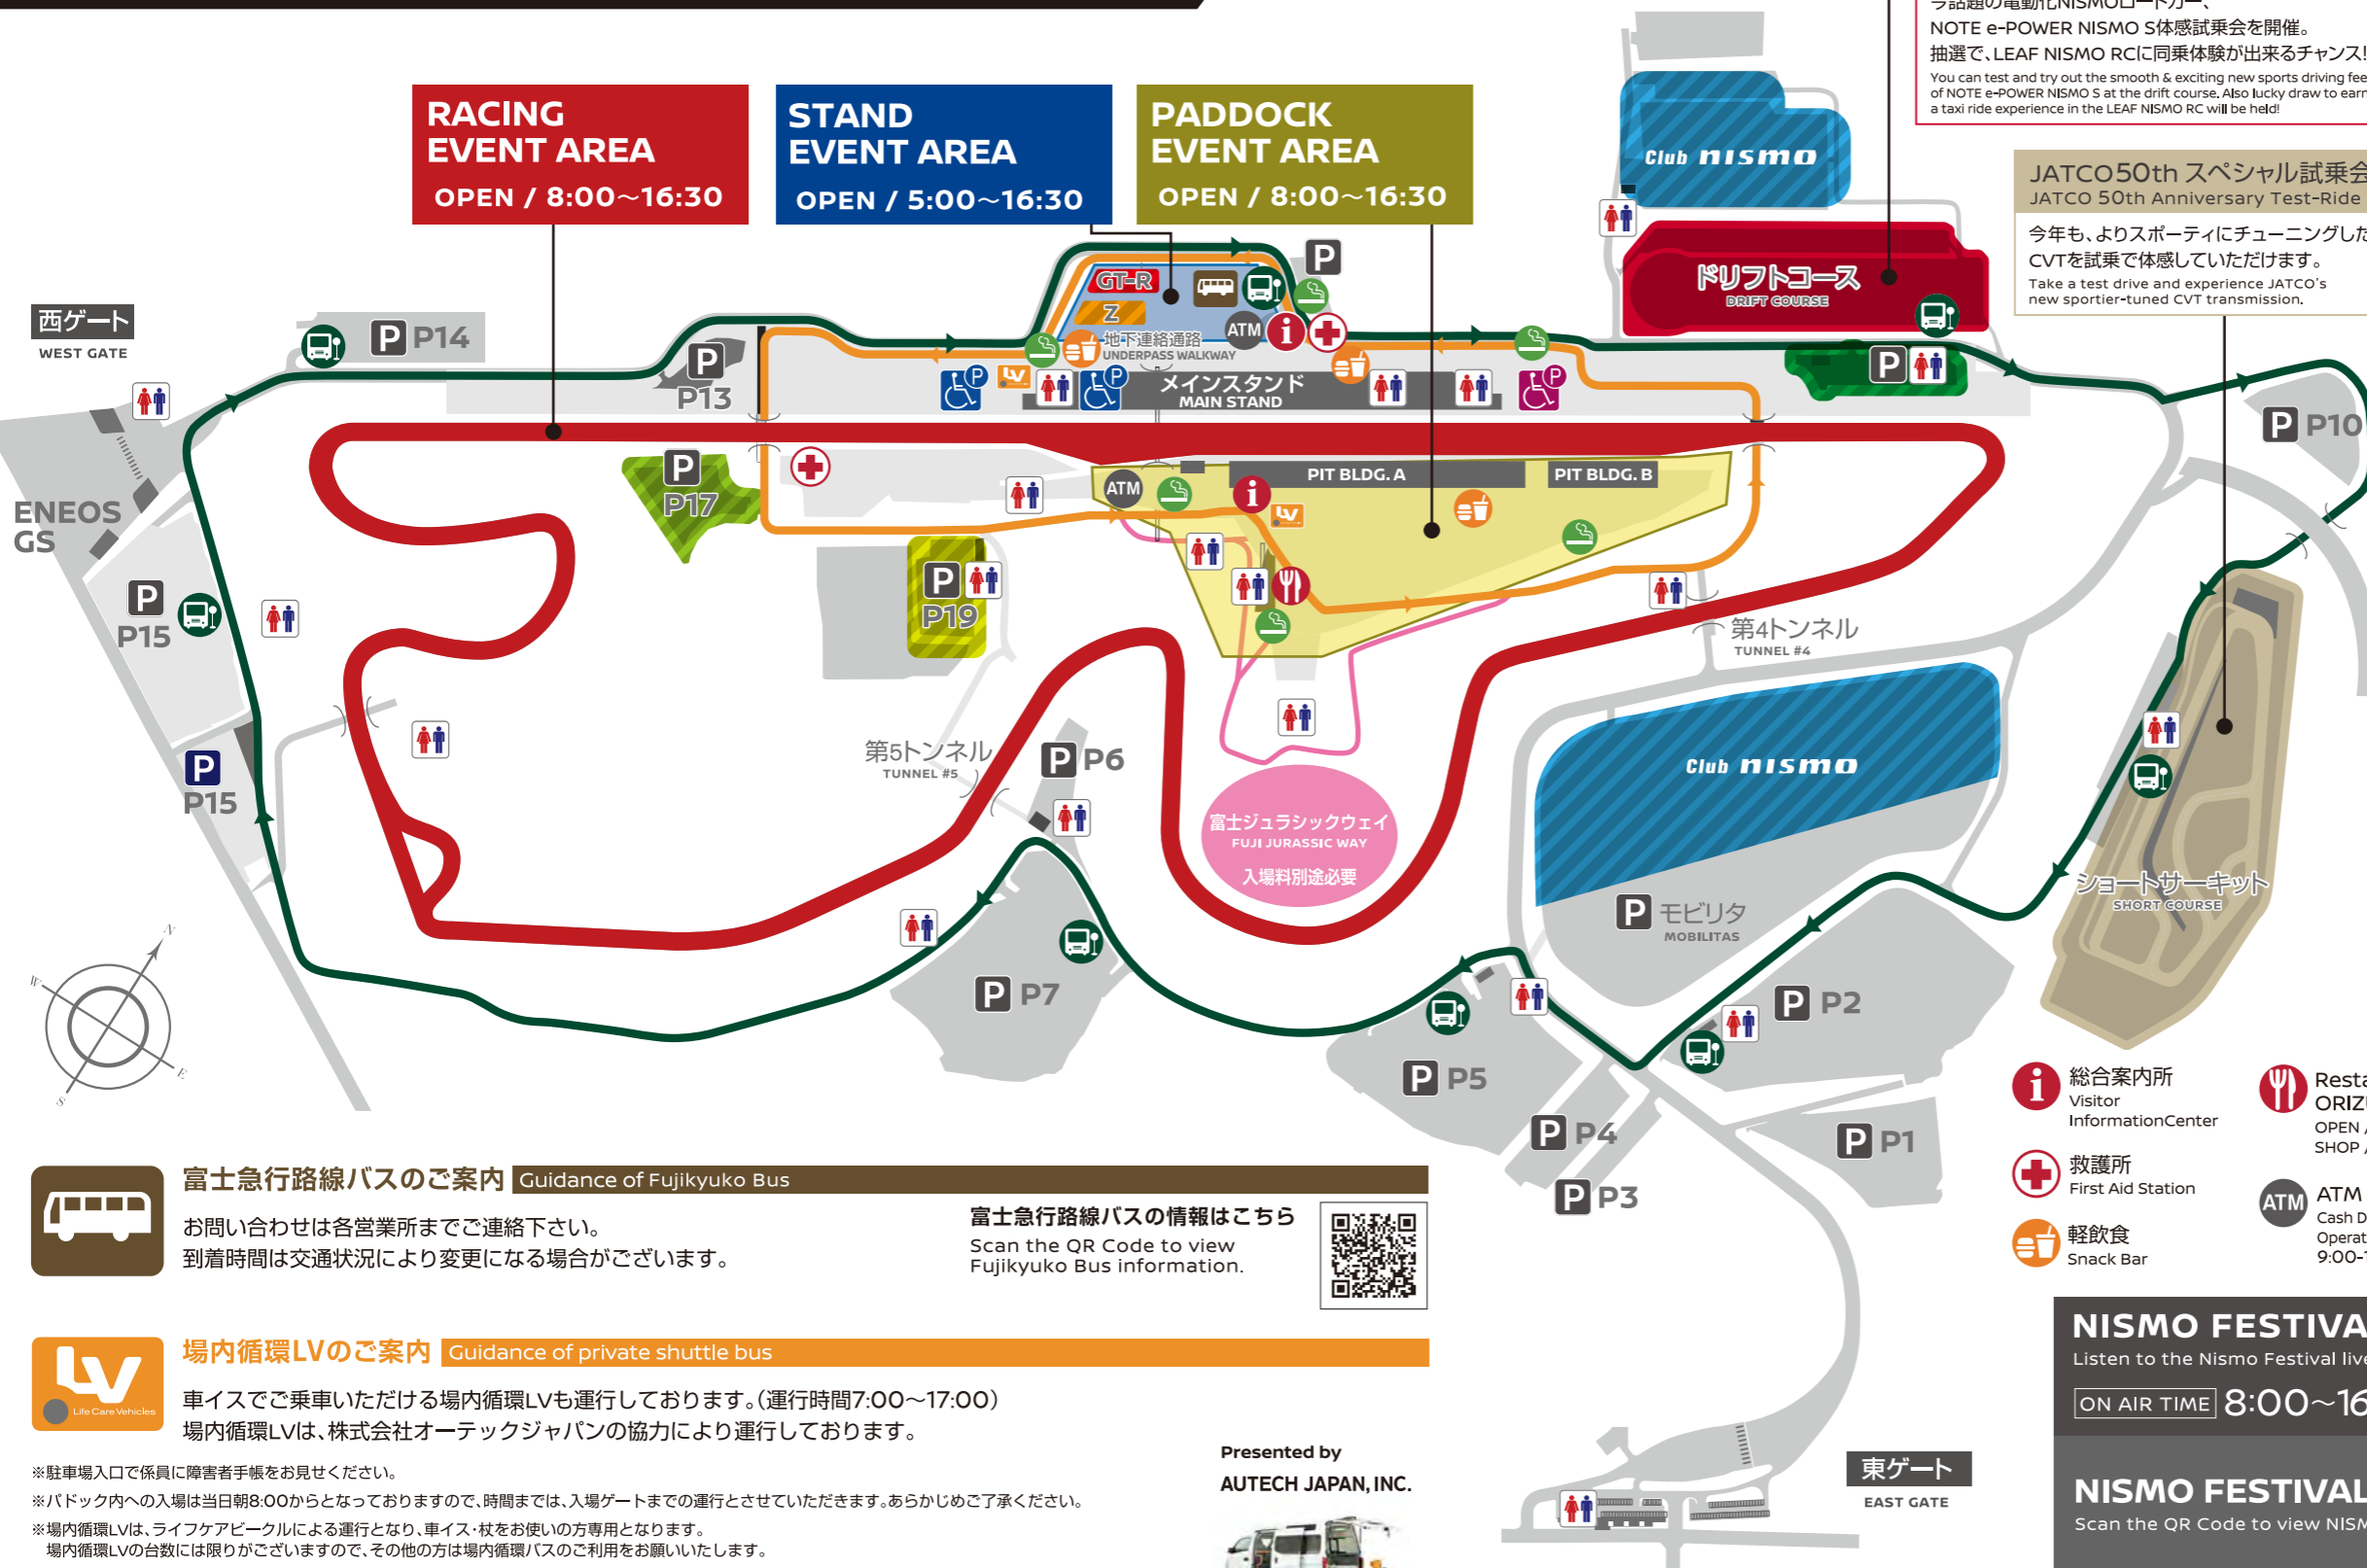 今話題の電動化NISMOロードカー、
NOTE e-POWER NISMO S体感試乗会を開催。
抽選で、LEAF NISMO RCに同乗体験が出来るチャンス!
You can test and try out the smooth & exciting new sports driving
of NOTE e-POWER NISMO S at the drift course. Also lucky draw to earn
a taxi ride experience in the LEAF NISMO RC will be held!
RACING
EVENT AREA
OPEN / 8:00〜16:30
STAND
EVENT AREA
OPEN / 5:00〜16:30
PADDOCK
EVENT AREA
OPEN / 8:00〜16:30
Club nismo
JATCO 50th スペシャル試乗会
JATCO 50th Anniversary Test-Ride
今年も、よりスポーティにチューニングした
CVTを試乗で体感していただけます。
Take a test drive and experience JATCO's
new sportier-tuned CVT transmission.
ドリフトコース
DRIFT COURSE
P
GT-R
Z
ATM
i
地下連絡通路
UNDERPASS WALKWAY
西ゲート
WEST GATE
P P14
P
P13
P
LV
P
メインスタンド
MAIN STAND
P
P
P P10
P
P17
ATM
i
LV
PIT BLDG. A
PIT BLDG. B
ENEOS
GS
P
P15
P
P19
第4トンネル
TUNNEL #4
P
P15
第5トンネル
TUNNEL #5
P P6
Club nismo
富士ジュラシックウェイ
FUJI JURASSIC WAY
入場料別途必要
ショートサーキット
SHORT COURSE
P モビリタ
MOBILITAS
P P7
P P2
P P5
P P4
P P3
P P1
N
W
E
S
i 総合案内所
Visitor
InformationCenter
救護所
First Aid Station
軽飲食
Snack Bar
OPEN /
SHOP /
ATM ATM
Cash
9:00-
富士急行路線バスのご案内 Guidance of Fujikyuko Bus
お問い合わせは各営業所までご連絡下さい。
到着時間は交通状況により変更になる場合がございます。
富士急行路線バスの情報はこちら
Scan the QR Code to view
Fujikyuko Bus information.
LV
Life Care Vehicles
場内循環LVのご案内 Guidance of private shuttle bus
車イスでご乗車いただける場内循環LVも運行しております。(運行時間7:00〜17:00)
場内循環LVは、株式会社オーテックジャパンの協力により運行しております。
※駐車場入口で係員に障害者手帳をお見せください。
※パドック内への入場は当日朝8:00からとなっておりますので、時間までは、入場ゲートまでの運行とさせていただきます。あらかじめご了承ください。
※場内循環LVは、ライフケアビークルによる運行となり、車イス・杖をお使いの方専用となります。
場内循環LVの台数には限りがございますので、その他の方は場内循環バスのご利用をお願いいたします。
Presented by
AUTECH JAPAN, INC.
東ゲート
EAST GATE
NISMO FESTIVA
Listen to the Nismo Festival live
ON AIR TIME 8:00〜16
NISMO FESTIVAL
Scan the QR Code to view NISM